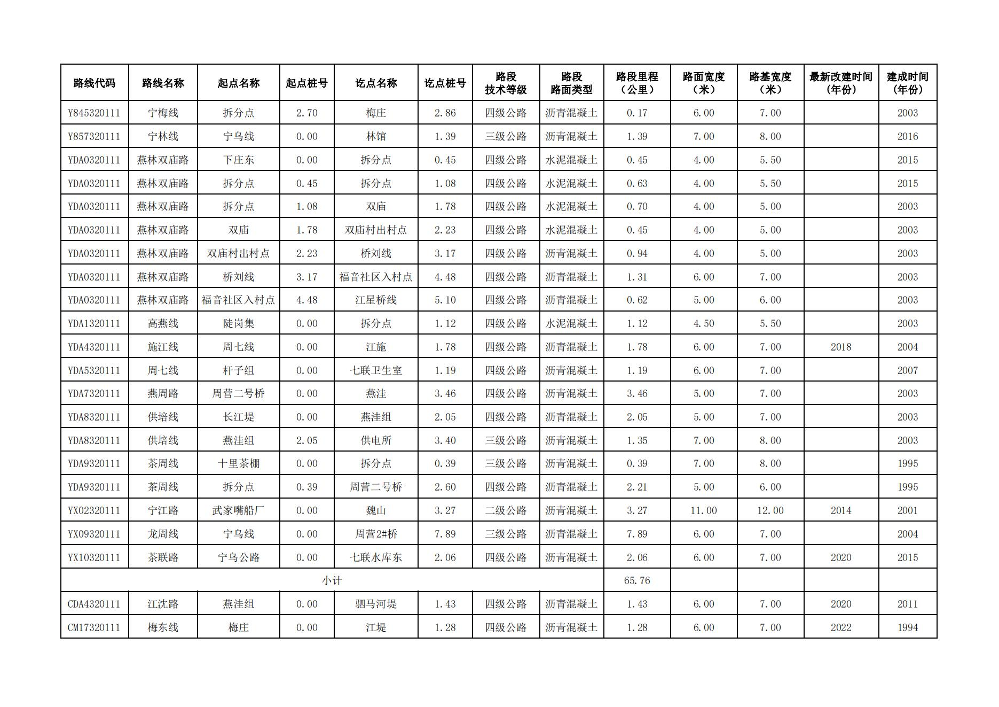 路线代码 路线名称 起点名称 起点桩号 讫点名称 讫点桩号 路段技术等级 路段路面类型 路段里程（公里） 路面宽度（米） 路基宽度（米） 最新改建时间(年份) 建成时间(年份)
Y845320111 宁梅线 拆分点 2.70 梅庄 2.86 四级公路 沥青混凝土 0.17 6.00 7.00 2003
Y857320111 宁林线 宁乌线 0.00 林馆 1.39 三级公路 沥青混凝土 1.39 7.00 8.00 2016
YDA0320111 燕林双庙路 下庄东 0.00 拆分点 0.45 四级公路 水泥混凝土 0.45 4.00 5.50 2015
YDA0320111 燕林双庙路 拆分点 0.45 拆分点 1.08 四级公路 水泥混凝土 0.63 4.00 5.50 2015
YDA0320111 燕林双庙路 拆分点 1.08 双庙 1.78 四级公路 水泥混凝土 0.70 4.00 5.00 2003
YDA0320111 燕林双庙路 双庙 1.78 双庙村出村点 2.23 四级公路 水泥混凝土 0.45 4.00 5.00 2003
YDA0320111 燕林双庙路 双庙村出村点 2.23 桥刘线 3.17 四级公路 沥青混凝土 0.94 4.00 5.00 2003
YDA0320111 燕林双庙路 桥刘线 3.17 福音社区入村点 4.48 四级公路 沥青混凝土 1.31 6.00 7.00 2003
YDA0320111 燕林双庙路 福音社区入村点 4.48 江星桥线 5.10 四级公路 沥青混凝土 0.62 5.00 6.00 2003
YDA1320111 高燕线 陡岗集 0.00 拆分点 1.12 四级公路 水泥混凝土 1.12 4.50 5.50 2003
YDA4320111 施江线 周七线 0.00 江施 1.78 四级公路 沥青混凝土 1.78 6.00 7.00 2018 2004
YDA5320111 周七线 杆子组 0.00 七联卫生室 1.19 四级公路 沥青混凝土 1.19 6.00 7.00 2007
YDA7320111 燕周路 周营二号桥 0.00 燕洼 3.46 四级公路 沥青混凝土 3.46 5.00 7.00 2003
YDA8320111 供培线 长江堤 0.00 燕洼组 2.05 四级公路 沥青混凝土 2.05 5.00 7.00 2003
YDA8320111 供培线 燕洼组 2.05 供电所 3.40 三级公路 沥青混凝土 1.35 7.00 8.00 2003
YDA9320111 茶周线 十里茶棚 0.00 拆分点 0.39 三级公路 沥青混凝土 0.39 7.00 8.00 1995
YDA9320111 茶周线 拆分点 0.39 周营二号桥 2.60 四级公路 沥青混凝土 2.21 5.00 6.00 1995
YX02320111 宁江路 武家嘴船厂 0.00 魏山 3.27 二级公路 沥青混凝土 3.27 11.00 12.00 2014 2001
YX09320111 龙周线 宁乌线 0.00 周营2#桥 7.89 三级公路 沥青混凝土 7.89 6.00 7.00 2004
YX10320111 茶联路 宁乌公路 0.00 七联水库东 2.06 四级公路 沥青混凝土 2.06 6.00 7.00 2020 2015
小计 65.76
CDA4320111 江沈路 燕洼组 0.00 驷马河堤 1.43 四级公路 沥青混凝土 1.43 6.00 7.00 2020 2011
CM17320111 梅东线 梅庄 0.00 江堤 1.28 四级公路 沥青混凝土 1.28 6.00 7.00 2022 1994